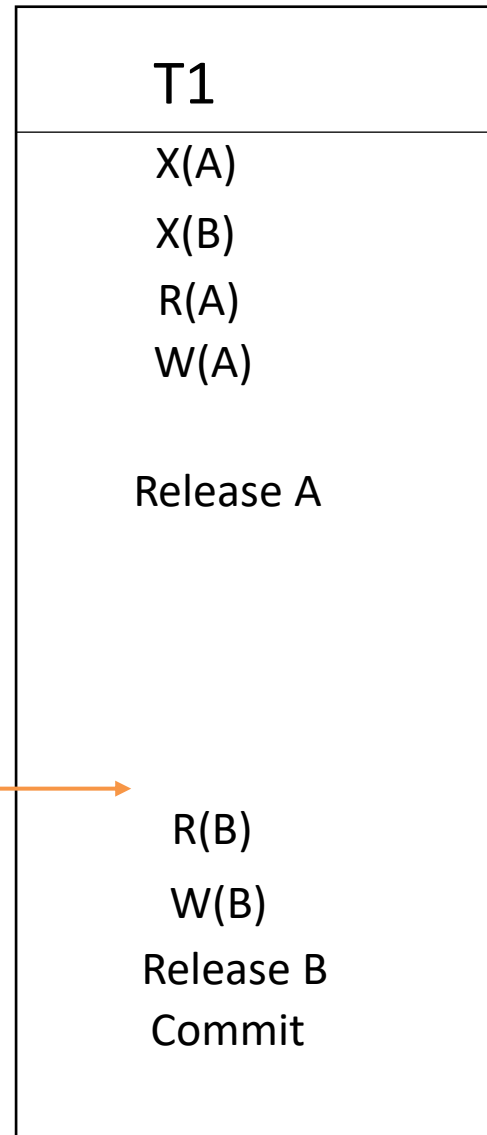 T1
X(A)
X(B)
R(A)
W(A)
Release A
R(B)
W(B)
Release B
Commit